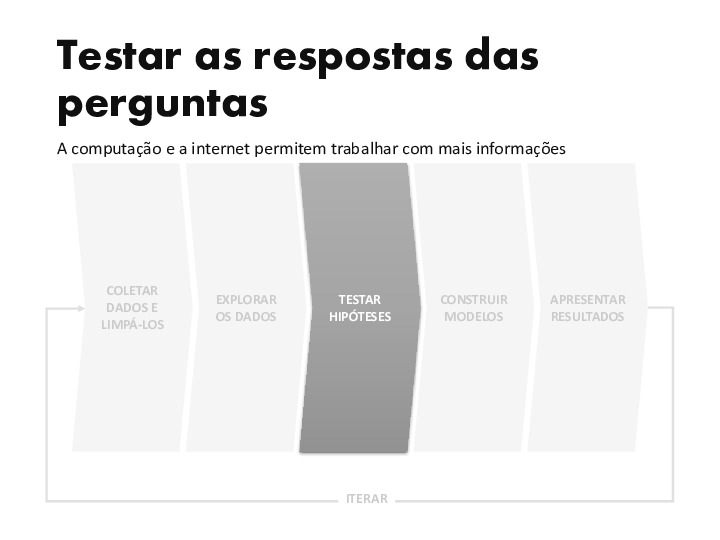 Testar as respostas das
perguntas
A computação e a internet permitem trabalhar com mais informações
COLETAR
DADOS E
LIMPÁ-LOS
EXPLORAR
OS DADOS
TESTAR
HIPÓTESES
CONSTRUIR
MODELOS
APRESENTAR
RESULTADOS
ITERAR